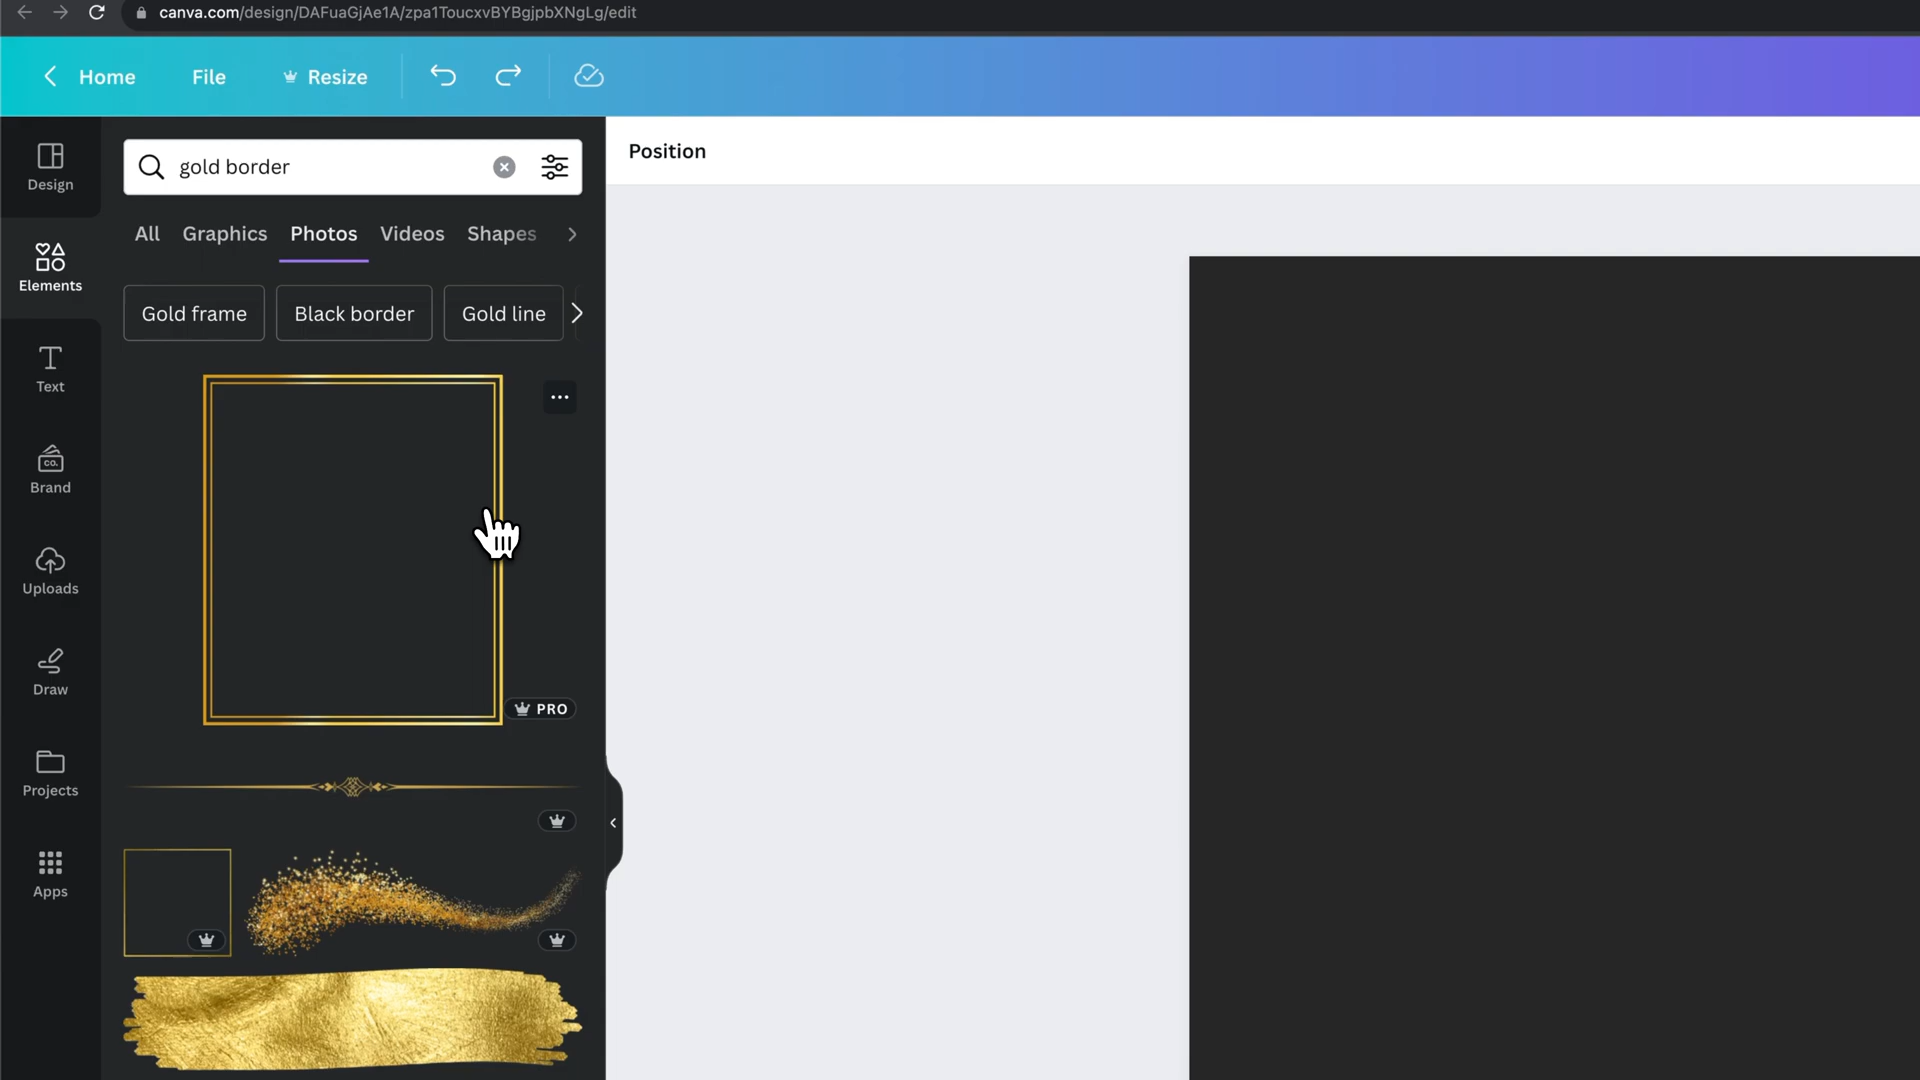 canva.com/design/DAFuaGjAe1A/zpa1ToucxvBYBgjpbXNgLg/edit
Home File Resize
Design
Elements
Text
Brand
CO.
Uploads
Draw
Projects
Apps
gold border
All Graphics Photos Videos Shapes
Gold frame Black border Gold line
PRO
Position